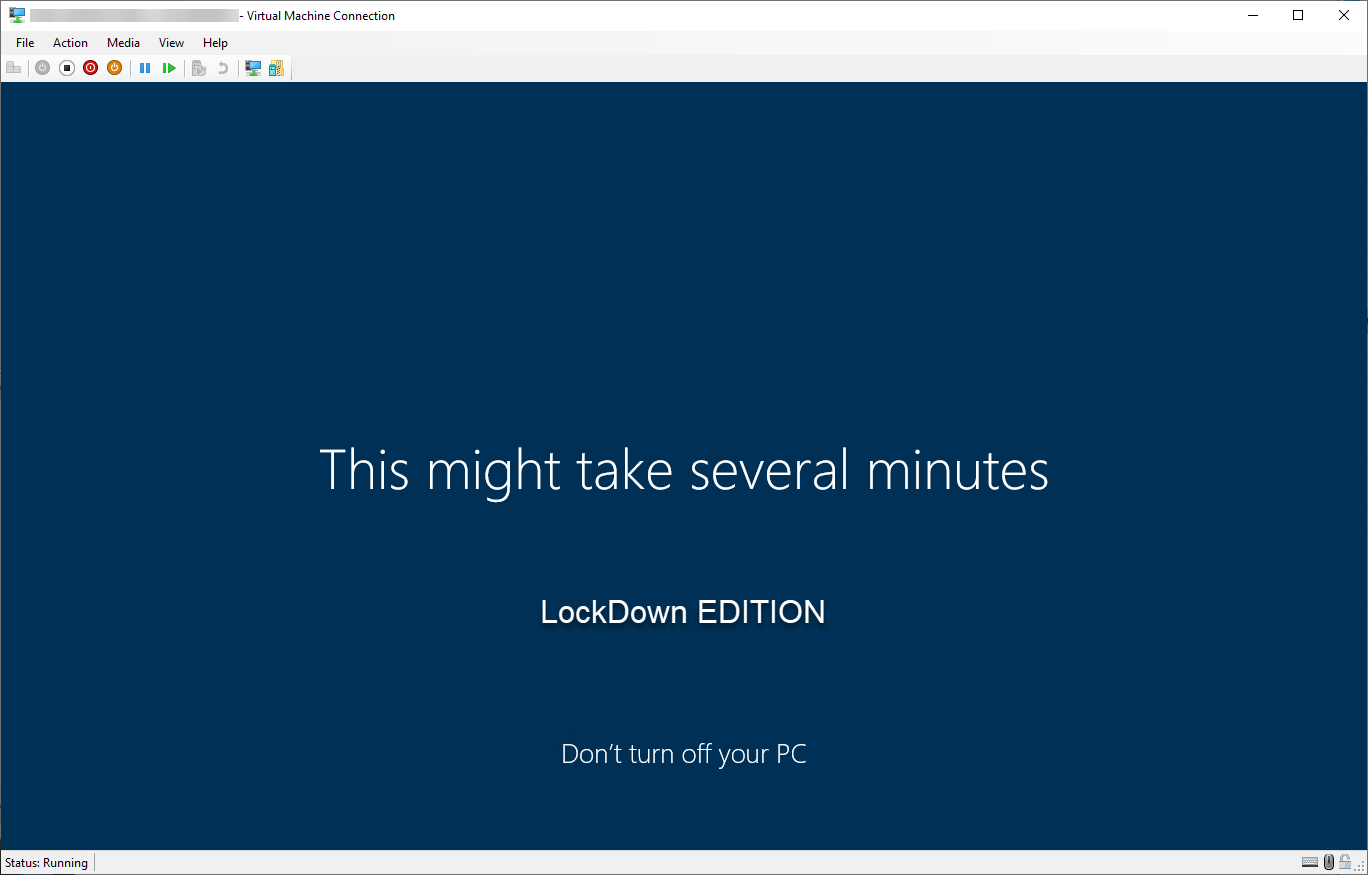 - Virtual Machine Connection
File Action Media View Help
This might take several minutes
LockDown EDITION
Don't turn off your PC
Status: Running